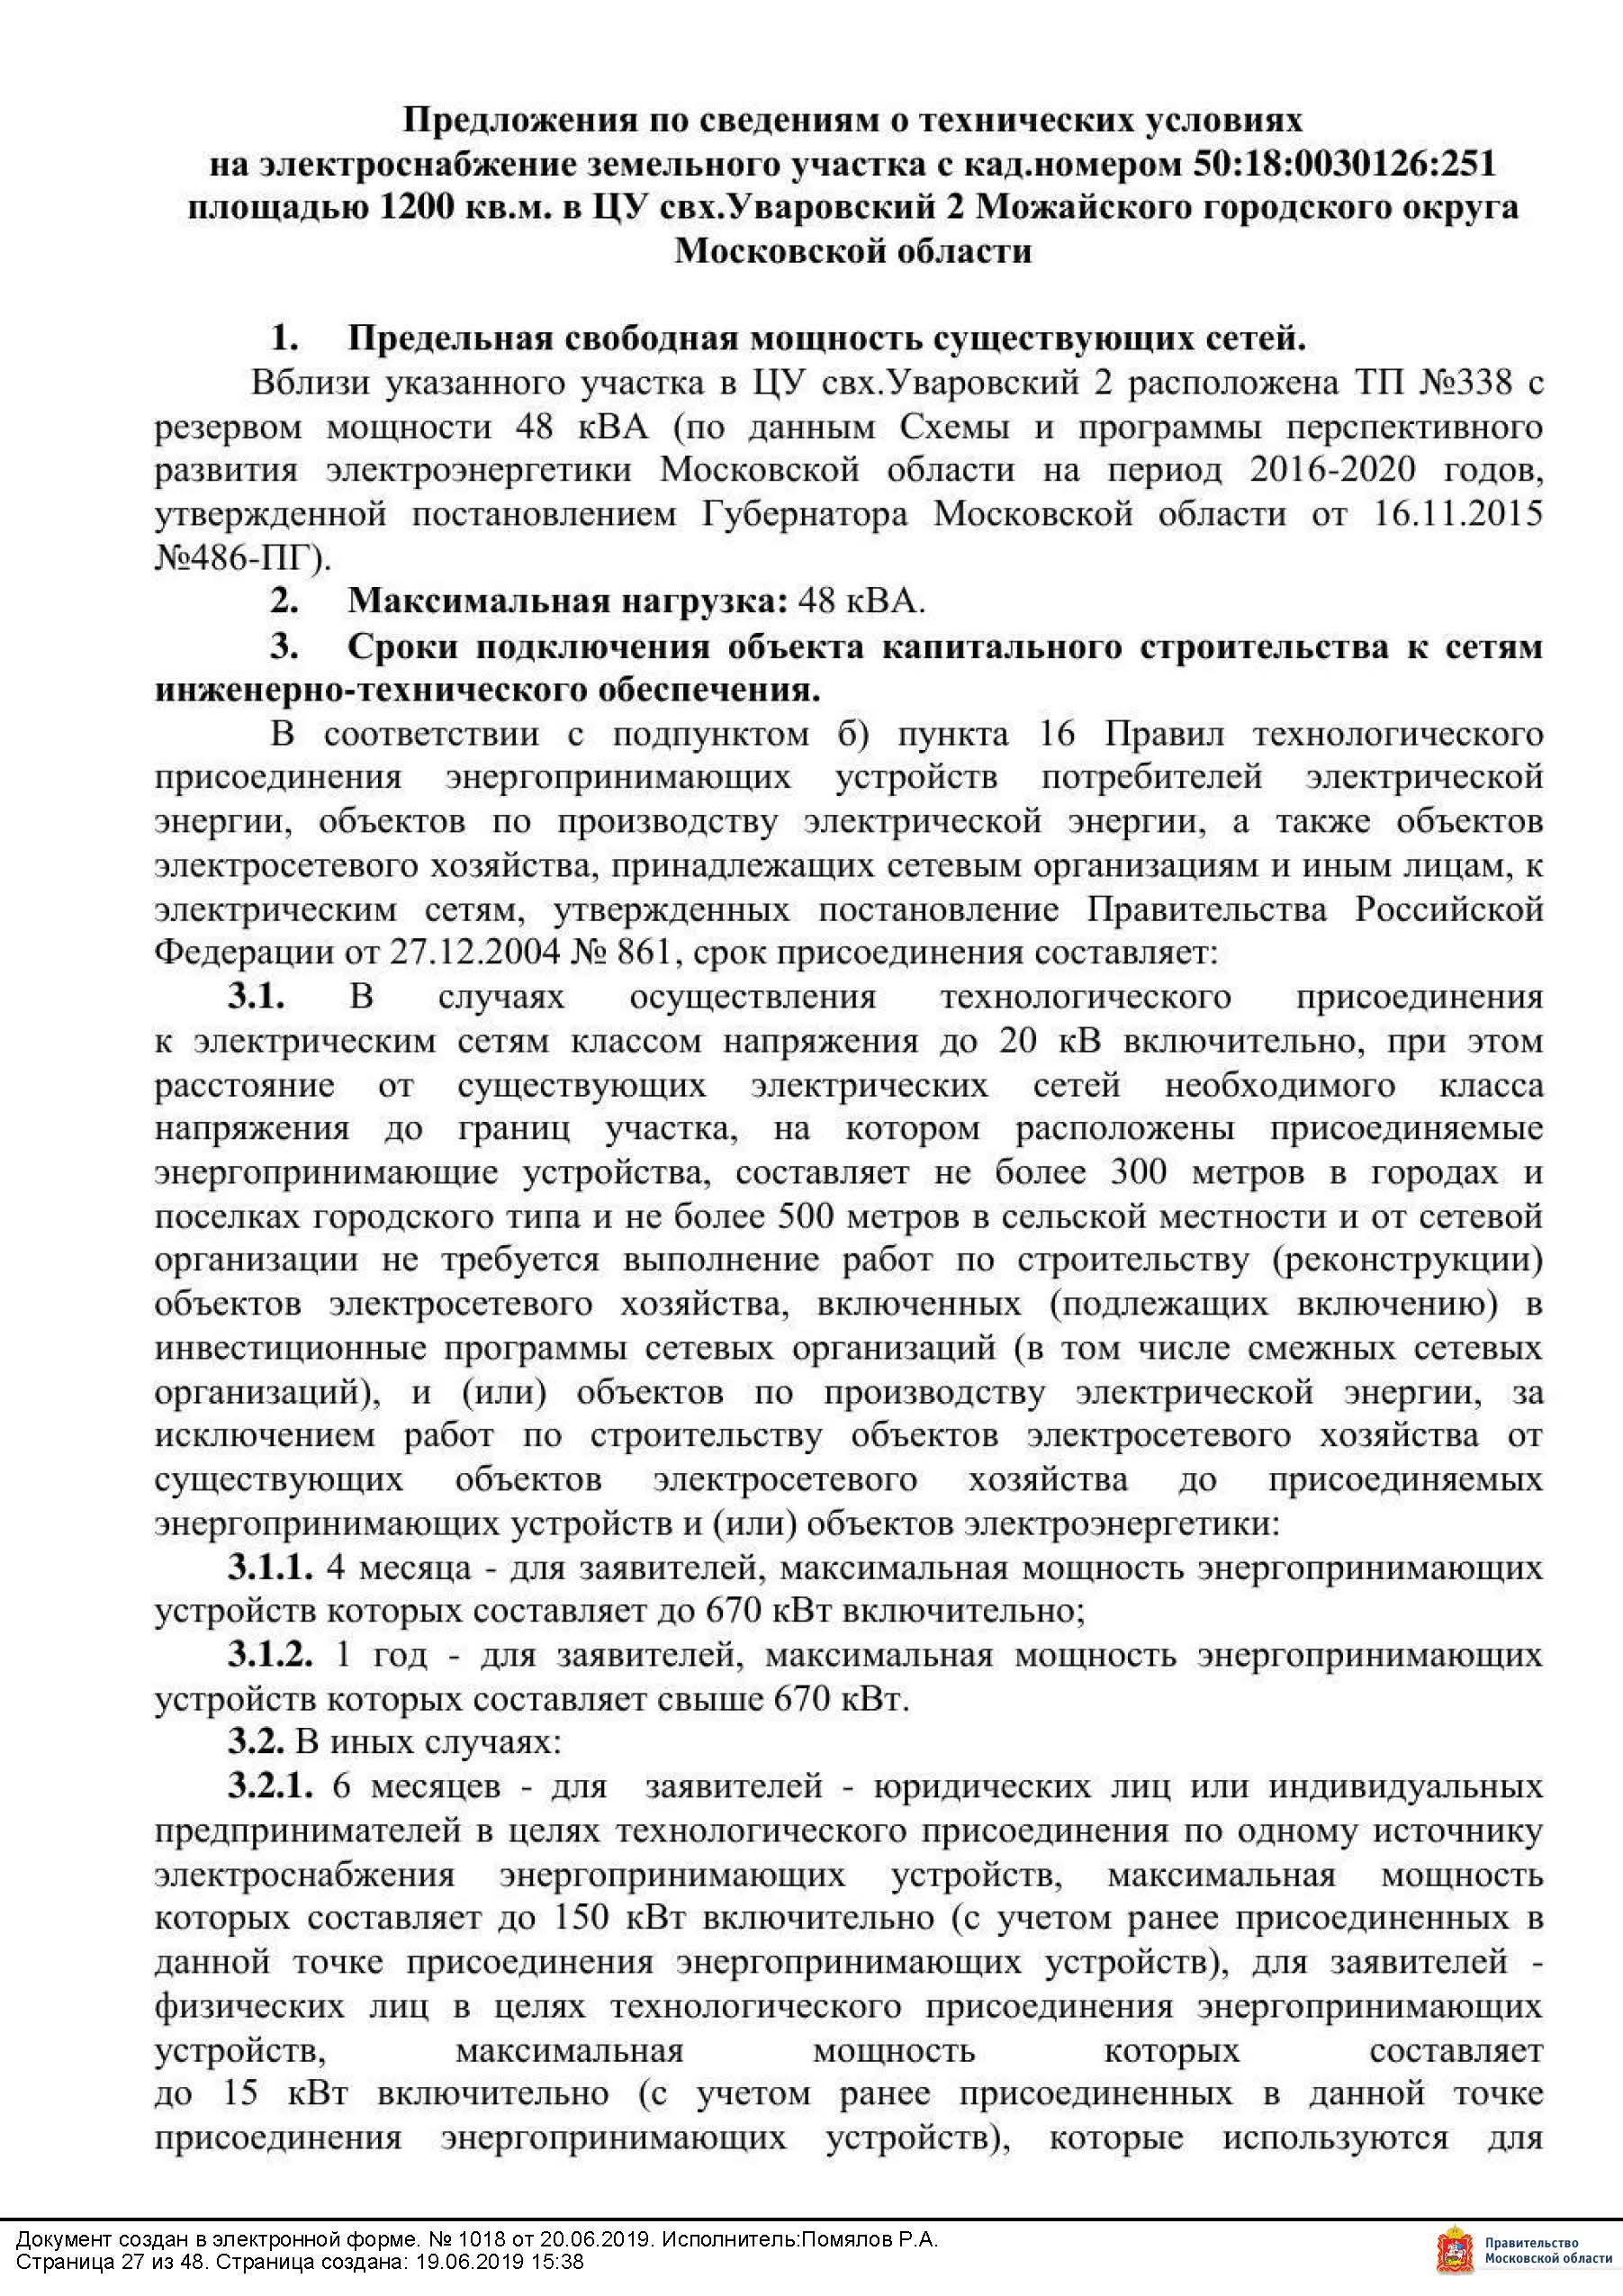 Предложения по сведениям о технических условиях
на электроснабжение земельного участка с кад.номером 50:18:0030126:251
площадью 1200 кв.м. в ЦУ свх.Уваровский 2 Можайского городского округа
Московской области
1. Предельная свободная мощность существующих сетей.
Вблизи указанного участка в ЦУ свх.Уваровский 2 расположена ТП №338 с
резервом мощности 48 кВА (по данным Схемы и программы перспективного
развития электроэнергетики Московской области на период 2016-2020 годов,
утвержденной постановлением Губернатора Московской области от 16.11.2015
№486-ПГ).
2. Максимальная нагрузка: 48 кВА.
3. Сроки подключения объекта капитального строительства к сетям
инженерно-технического обеспечения.
В соответствии с подпунктом б) пункта 16 Правил технологического
присоединения энергопринимающих устройств потребителей электрической
энергии, объектов по производству электрической энергии, а также объектов
электросетевого хозяйства, принадлежащих сетевым организациям и иным лицам, к
электрическим сетям, утвержденных постановление Правительства Российской
Федерации от 27.12.2004 № 861, срок присоединения составляет:
3.1. В случаях осуществления технологического присоединения
к электрическим сетям классом напряжения до 20 кВ включительно, при этом
расстояние от существующих электрических сетей необходимого класса
напряжения до границ участка, на котором расположены присоединяемые
энергопринимающие устройства, составляет не более 300 метров в городах и
поселках городского типа и не более 500 метров в сельской местности и от сетевой
организации не требуется выполнение работ по строительству (реконструкции)
объектов электросетевого хозяйства, включенных (подлежащих включению) в
инвестиционные программы сетевых организаций (в том числе смежных сетевых
организаций), и (или) объектов по производству электрической энергии, за
исключением работ по строительству объектов электросетевого хозяйства от
существующих объектов электросетевого хозяйства до присоединяемых
энергопринимающих устройств и (или) объектов электроэнергетики:
3.1.1. 4 месяца - для заявителей, максимальная мощность энергопринимающих
устройств которых составляет до 670 кВт включительно;
3.1.2. 1 год - для заявителей, максимальная мощность энергопринимающих
устройств которых составляет свыше 670 кВт.
3.2. В иных случаях:
3.2.1. 6 месяцев - для заявителей - юридических лиц или индивидуальных
предпринимателей в целях технологического присоединения по одному источнику
электроснабжения энергопринимающих устройств, максимальная мощность
которых составляет до 150 кВт включительно (с учетом ранее присоединенных в
данной точке присоединения энергопринимающих устройств), для заявителей -
физических лиц в целях технологического присоединения энергопринимающих
устройств, максимальная мощность которых составляет
до 15 кВт включительно (с учетом ранее присоединенных в данной точке
присоединения энергопринимающих устройств), которые используются для
Документ создан в электронной форме. № 1018 от 20.06.2019. Исполнитель:Помялов Р.А.
Страница 27 из 48. Страница создана: 19.06.2019 15:38
Правительство
Московской области